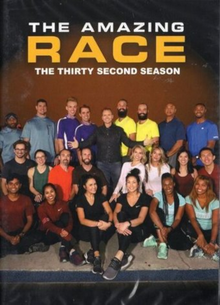 THE AMAZING
RACE
THE THIRTY SECOND SEASON